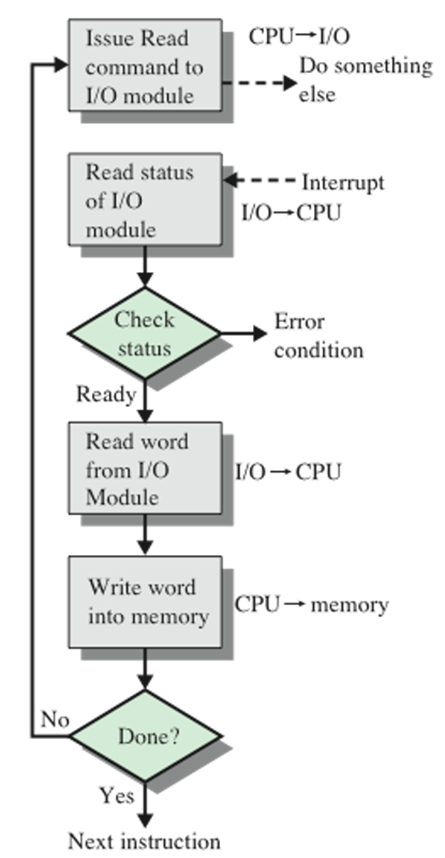 Issue Read
command to
I/O module
CPU→I/O
Do something
else
Read status
of I/O
module
Interrupt
I/O→CPU
Check
status
Error
condition
Ready
Read word
from I/O
Module
I/O → CPU
Write word
into memory
CPU → memory
No
Done?
Yes
Next instruction